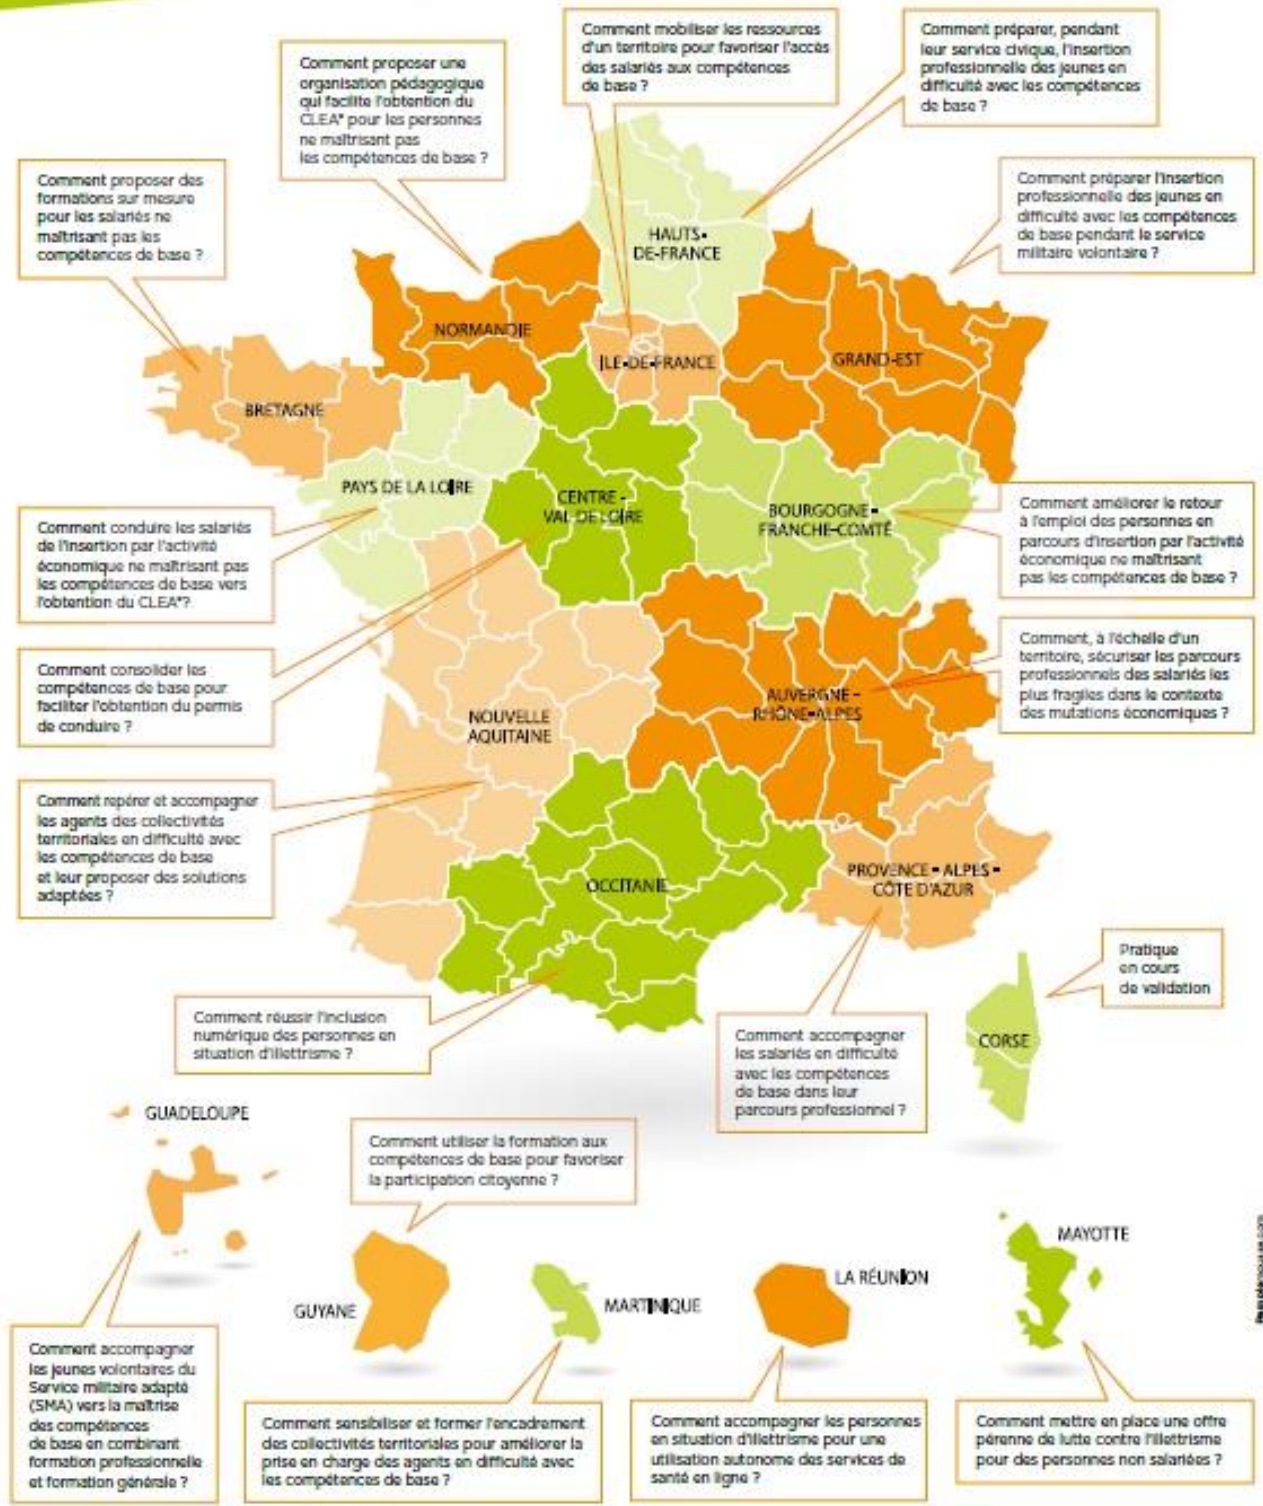 Comment proposer une
organisation pédagogique
qui facilite l'obtention du
CLEA* pour les personnes
ne maîtrisant pas
les compétences de base ?
Comment mobiliser les ressources
d'un territoire pour favoriser l'accès
des salariés aux compétences
de base ?
Comment préparer, pendant
leur service civique, l'insertion
professionnelle des jeunes en
difficulté avec les compétences
de base ?
Comment proposer des
formations sur mesure
pour les salariés ne
maîtrisant pas les
compétences de base ?
Comment préparer l'insertion
professionnelle des jeunes en
difficulté avec les compétences
de base pendant le service
militaire volontaire ?
HAUTS-
DE-FRANCE
NORMANDIE
ILE-DE-FRANCE
GRAND-EST
BRETAGNE
PAYS DE LA LOIRE
CENTRE -
VAL DE LOIRE
BOURGOGNE-
FRANCHE-COMTÉ
Comment conduire les salariés
de l'insertion par l'activité
économique ne maîtrisant pas
les compétences de base vers
l'obtention du CLEA*?
Comment améliorer le retour
à l'emploi des personnes en
parcours d'insertion par l'activité
économique ne maîtrisant
pas les compétences de base ?
Comment consolider les
compétences de base pour
faciliter l'obtention du permis
de conduire ?
Comment, à l'échelle d'un
territoire, sécuriser les parcours
professionnels des salariés les
plus fragiles dans le contexte
des mutations économiques ?
NOUVELLE
AQUITAINE
AUVERGNE -
RHÔNE-ALPES
Comment repérer et accompagner
les agents des collectivités
territoriales en difficulté avec
les compétences de base
et leur proposer des solutions
adaptées ?
OCCITANIE
PROVENCE - ALPES -
CÔTE D'AZUR
Pratique
en cours
de validation
Comment réussir l'inclusion
numérique des personnes en
situation d'illettrisme ?
Comment accompagner
les salariés en difficulté
avec les compétences
de base dans leur
parcours professionnel ?
CORSE
GUADELOUPE
Comment utiliser la formation aux
compétences de base pour favoriser
la participation citoyenne ?
GUYANE
MARTINIQUE
LA RÉUNION
MAYOTTE
Comment accompagner
les jeunes volontaires du
Service militaire adapté
(SMA) vers la maîtrise
des compétences
de base en combinant
formation professionnelle
et formation générale ?
Comment sensibiliser et former l'encadrement
des collectivités territoriales pour améliorer la
prise en charge des agents en difficulté avec
les compétences de base ?
Comment accompagner les personnes
en situation d'illettrisme pour une
utilisation autonome des services de
santé en ligne ?
Comment mettre en place une offre
pérenne de lutte contre l'illettrisme
pour des personnes non salariées ?